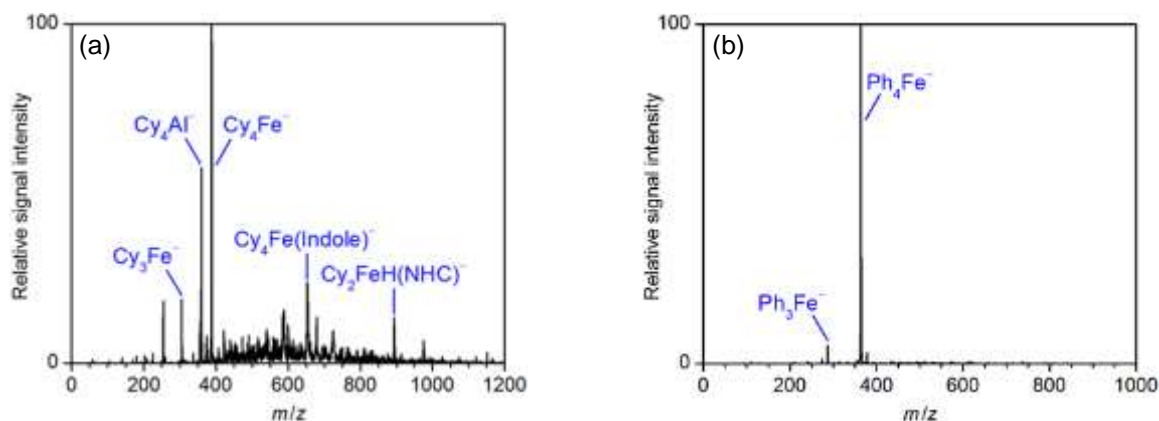 (a)
100
Relative signal intensity
Cy₄Al⁻
Cy₄Fe⁻
Cy₃Fe⁻
Cy₄Fe(Indole)⁻
Cy₂FeH(NHC)⁻
0
0 200 400 600 800 1000 1200
m/z
(b)
100
Relative signal intensity
Ph₄Fe⁻
Ph₃Fe⁻
0
0 200 400 600 800 1000
m/z